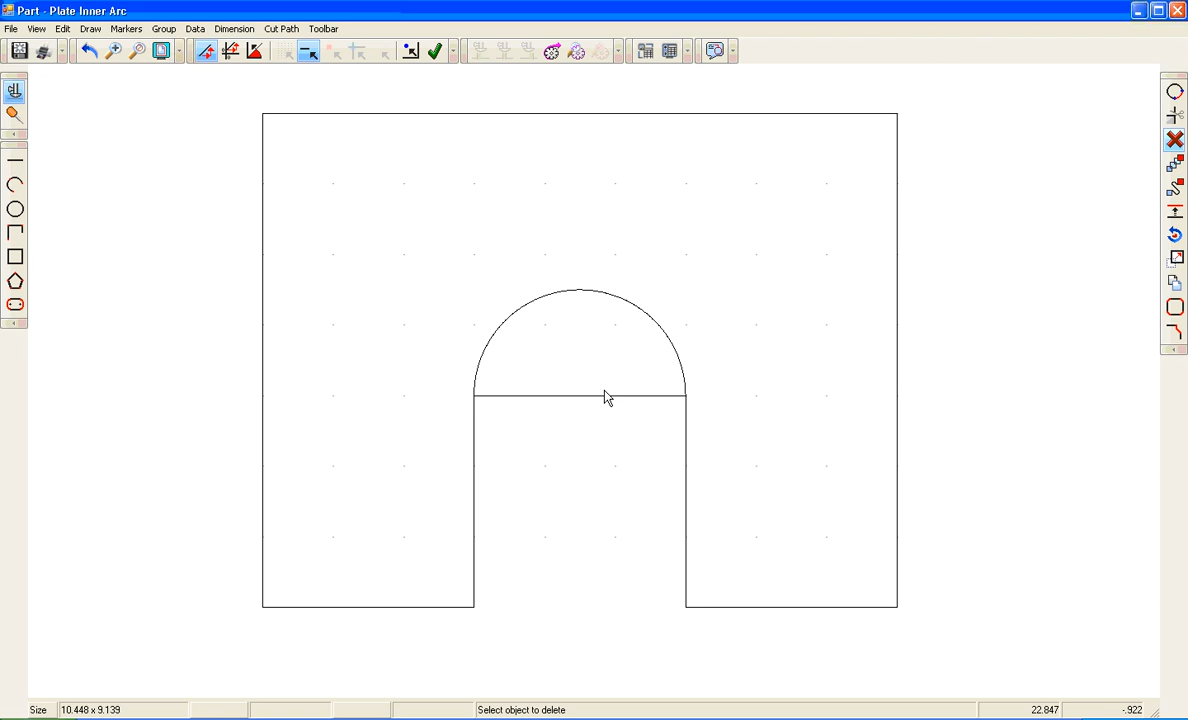 Part - Plate Inner Arc
File View Edit Draw Markers Group Data Dimension Cut Path Toolbar
Size 10.448 x 9.139 Select object to delete 22.847 -.922